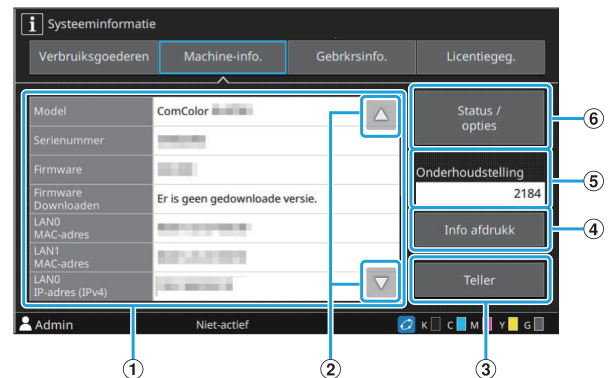 i Systeeminformatie
Verbruiksgoederen Machine-info. Gebrkrsinfo. Licentiegeg.
Model ComColor
Serienummer
Firmware
Firmware Downloaden Er is geen gedownloade versie.
LAN0 MAC-adres
LAN1 MAC-adres
LAN0 IP-adres (IPv4)
Status / opties
Onderhoudstelling
2184
Info afdrukk
Teller
Admin Niet-actief K C M Y G
⑥
⑤
④
① ② ③